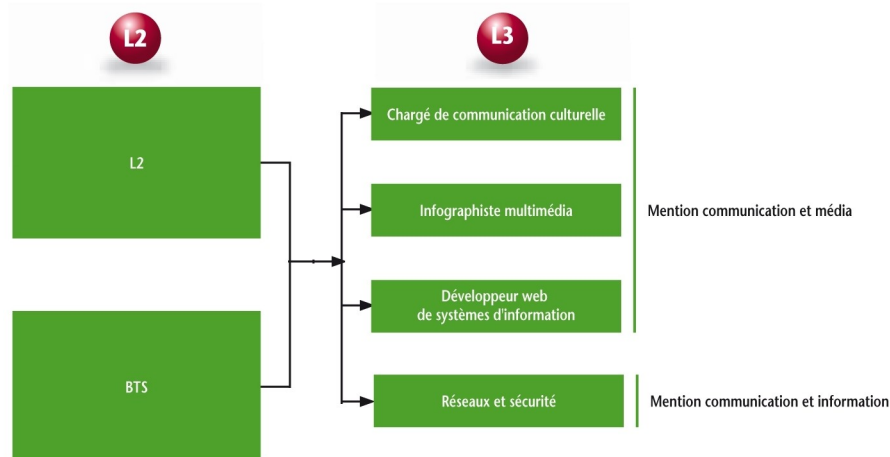 L2
L3
L2
BTS
Chargé de communication culturelle
Infographiste multimédia
Développeur web
de systèmes d'information
Réseaux et sécurité
Mention communication et média
Mention communication et information